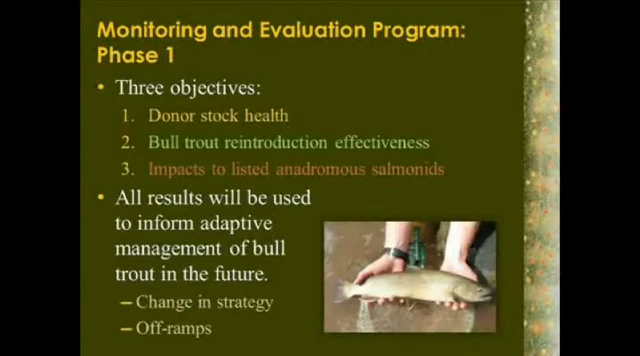 Monitoring and Evaluation Program:
Phase 1
• Three objectives:
1. Donor stock health
2. Bull trout reintroduction effectiveness
3. Impacts to listed anadromous salmonids
• All results will be used
to inform adaptive
management of bull
trout in the future.
– Change in strategy
– Off-ramps